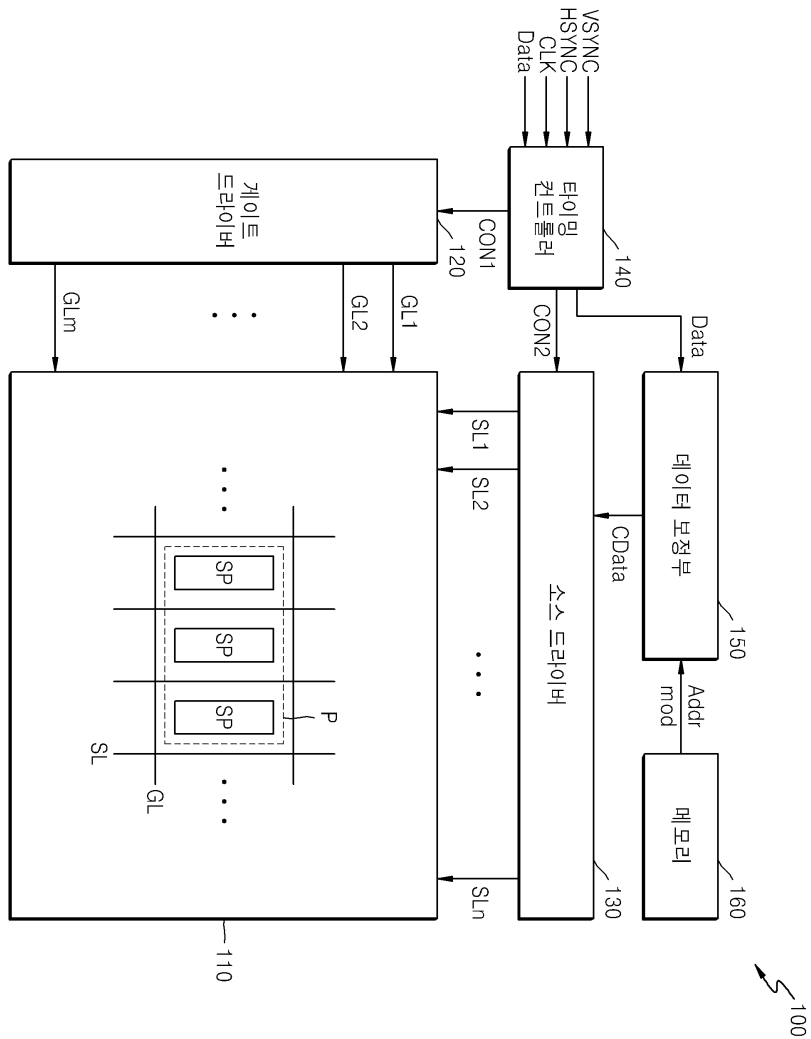 100
VSYNC
HSYNC
CLK
Data
타이밍
컨트롤러
140
Data
데이터 보정부
150
Addr
mod
메모리
160
CON1
CON2
CData
게이트
드라이버
120
소스 드라이버
130
SL1
SL2
• • •
SLn
GL1
GL2
• • •
GLm
• • •
SP
SP
SP
• • •
P
GL
SL
110